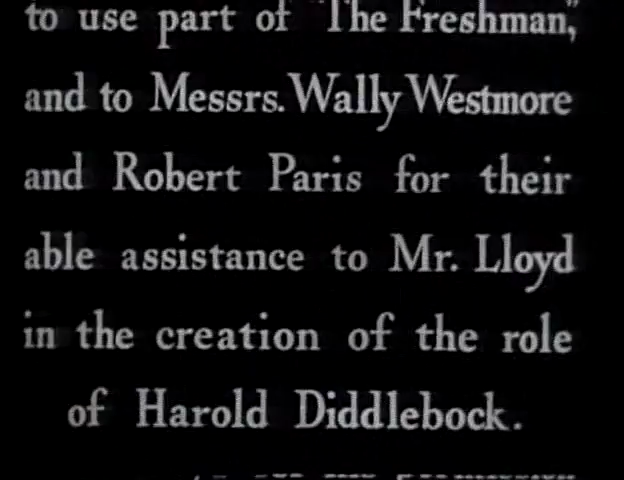 to use part of "The Freshman,"
and to Messrs. Wally Westmore
and Robert Paris for their
able assistance to Mr. Lloyd
in the creation of the role
of Harold Diddlebock.